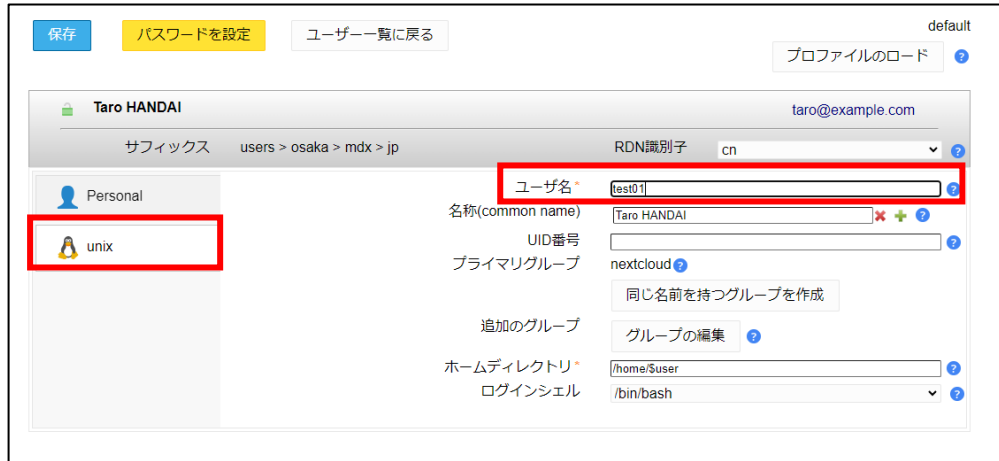 保存 パスワードを設定 ユーザー一覧に戻る default
プロファイルのロード
Taro HANDAI taro@example.com
サフィックス users > osaka > mdx > jp RDN識別子 cn
Personal
unix
ユーザ名* test01
名称(common name) Taro HANDAI
UID番号
プライマリグループ nextcloud
同じ名前を持つグループを作成
追加のグループ グループの編集
ホームディレクトリ* /home/$user
ログインシェル /bin/bash